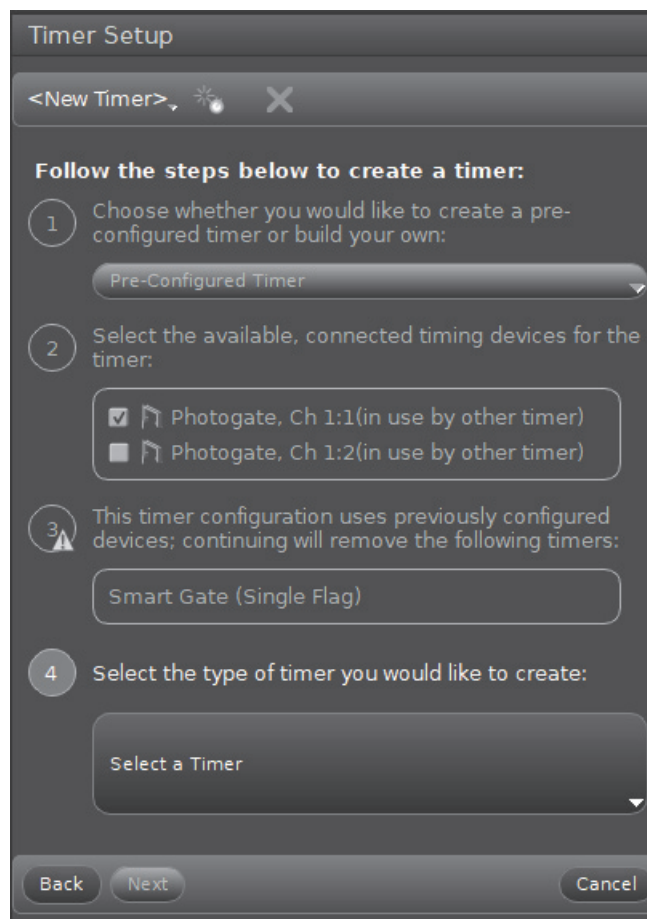 Timer Setup
<New Timer>
Follow the steps below to create a timer:
1 Choose whether you would like to create a pre-
configured timer or build your own:
Pre-Configured Timer
2 Select the available, connected timing devices for the
timer:
Photogate, Ch 1:1(in use by other timer)
Photogate, Ch 1:2(in use by other timer)
3 This timer configuration uses previously configured
devices; continuing will remove the following timers:
Smart Gate (Single Flag)
4 Select the type of timer you would like to create:
Select a Timer
Back Next Cancel